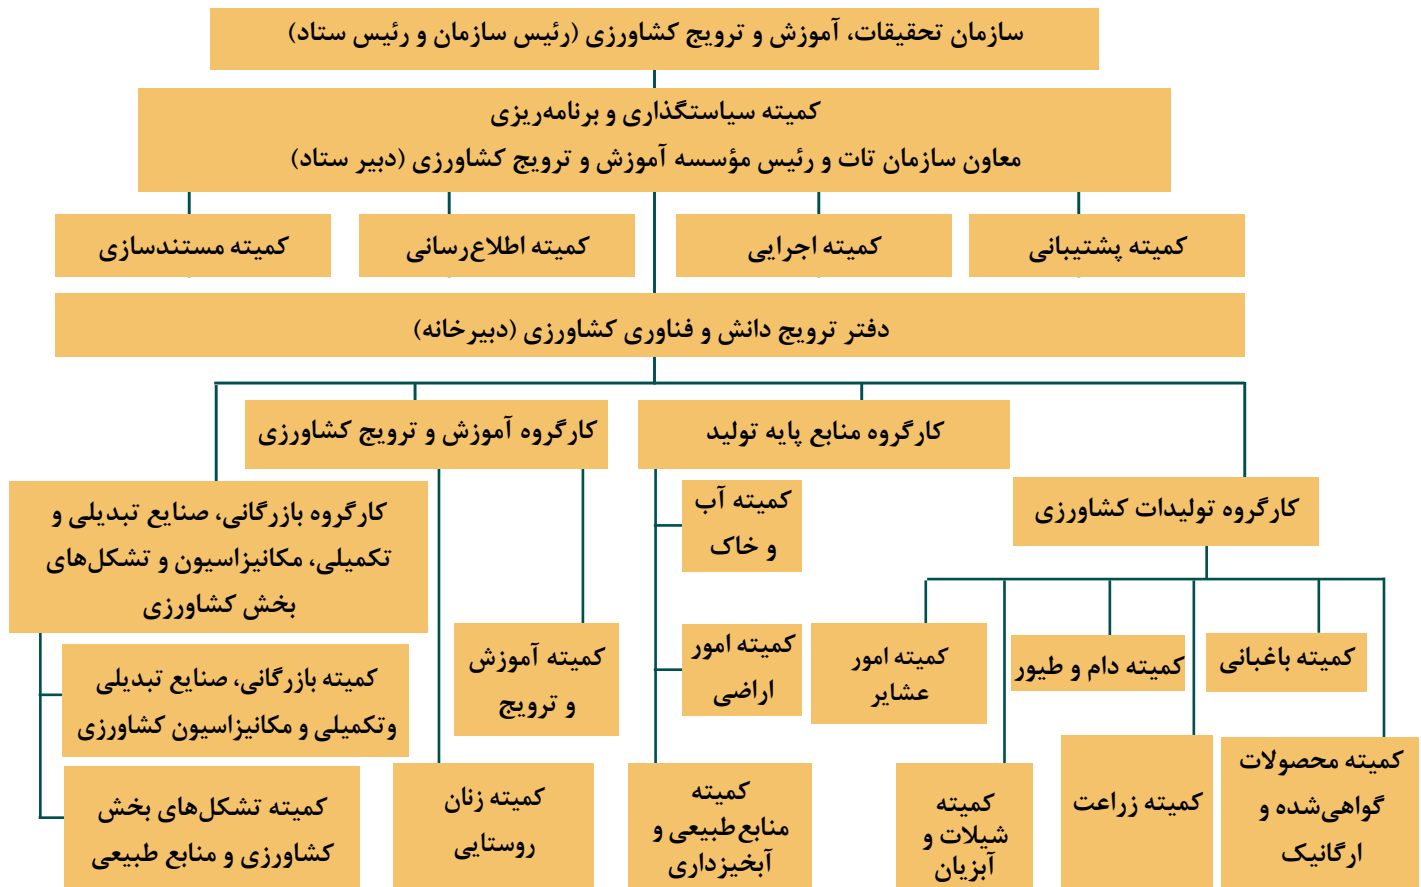 سازمان تحقیقات، آموزش و ترویج کشاورزی (رئیس سازمان و رئیس ستاد)
کمیته سیاستگذاری و برنامه‌ریزی
معاون سازمان تات و رئیس مؤسسه آموزش و ترویج کشاورزی (دبیر ستاد)
کمیته پشتیبانی
کمیته اجرایی
کمیته اطلاع‌رسانی
کمیته مستندسازی
دفتر ترویج دانش و فناوری کشاورزی (دبیرخانه)
کارگروه تولیدات کشاورزی
کمیته باغبانی
کمیته دام و طیور
کمیته امور
عشایر
کمیته محصولات
گواهی‌شده و
ارگانیک
کمیته زراعت
کمیته
شیلات و
آبزیان
کارگروه منابع پایه تولید
کمیته آب
و خاک
کمیته امور
اراضی
کمیته
منابع‌طبیعی و
آبخیزداری
کارگروه آموزش و ترویج کشاورزی
کمیته آموزش
و ترویج
کمیته زنان
روستایی
کارگروه بازرگانی، صنایع تبدیلی و
تکمیلی، مکانیزاسیون و تشکل‌های
بخش کشاورزی
کمیته بازرگانی، صنایع تبدیلی
وتکمیلی و مکانیزاسیون کشاورزی
کمیته تشکل‌های بخش
کشاورزی و منابع طبیعی